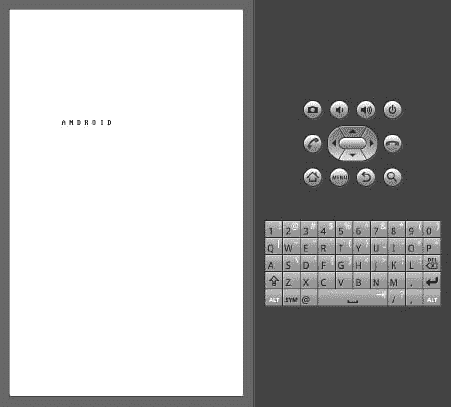 ANDROID
MENU
1 2 3 4 5 6 7 8 9 0
Q W E R T Y U I O P
A S D F G H J K L DEL
Z X C V B N M .
ALT SYM @ / , ALT